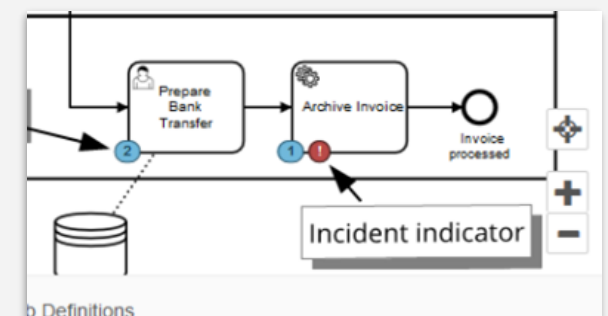 Prepare
Bank
Transfer
Archive Invoice
2
1
!
Invoice
processed
Incident indicator
b Definitions